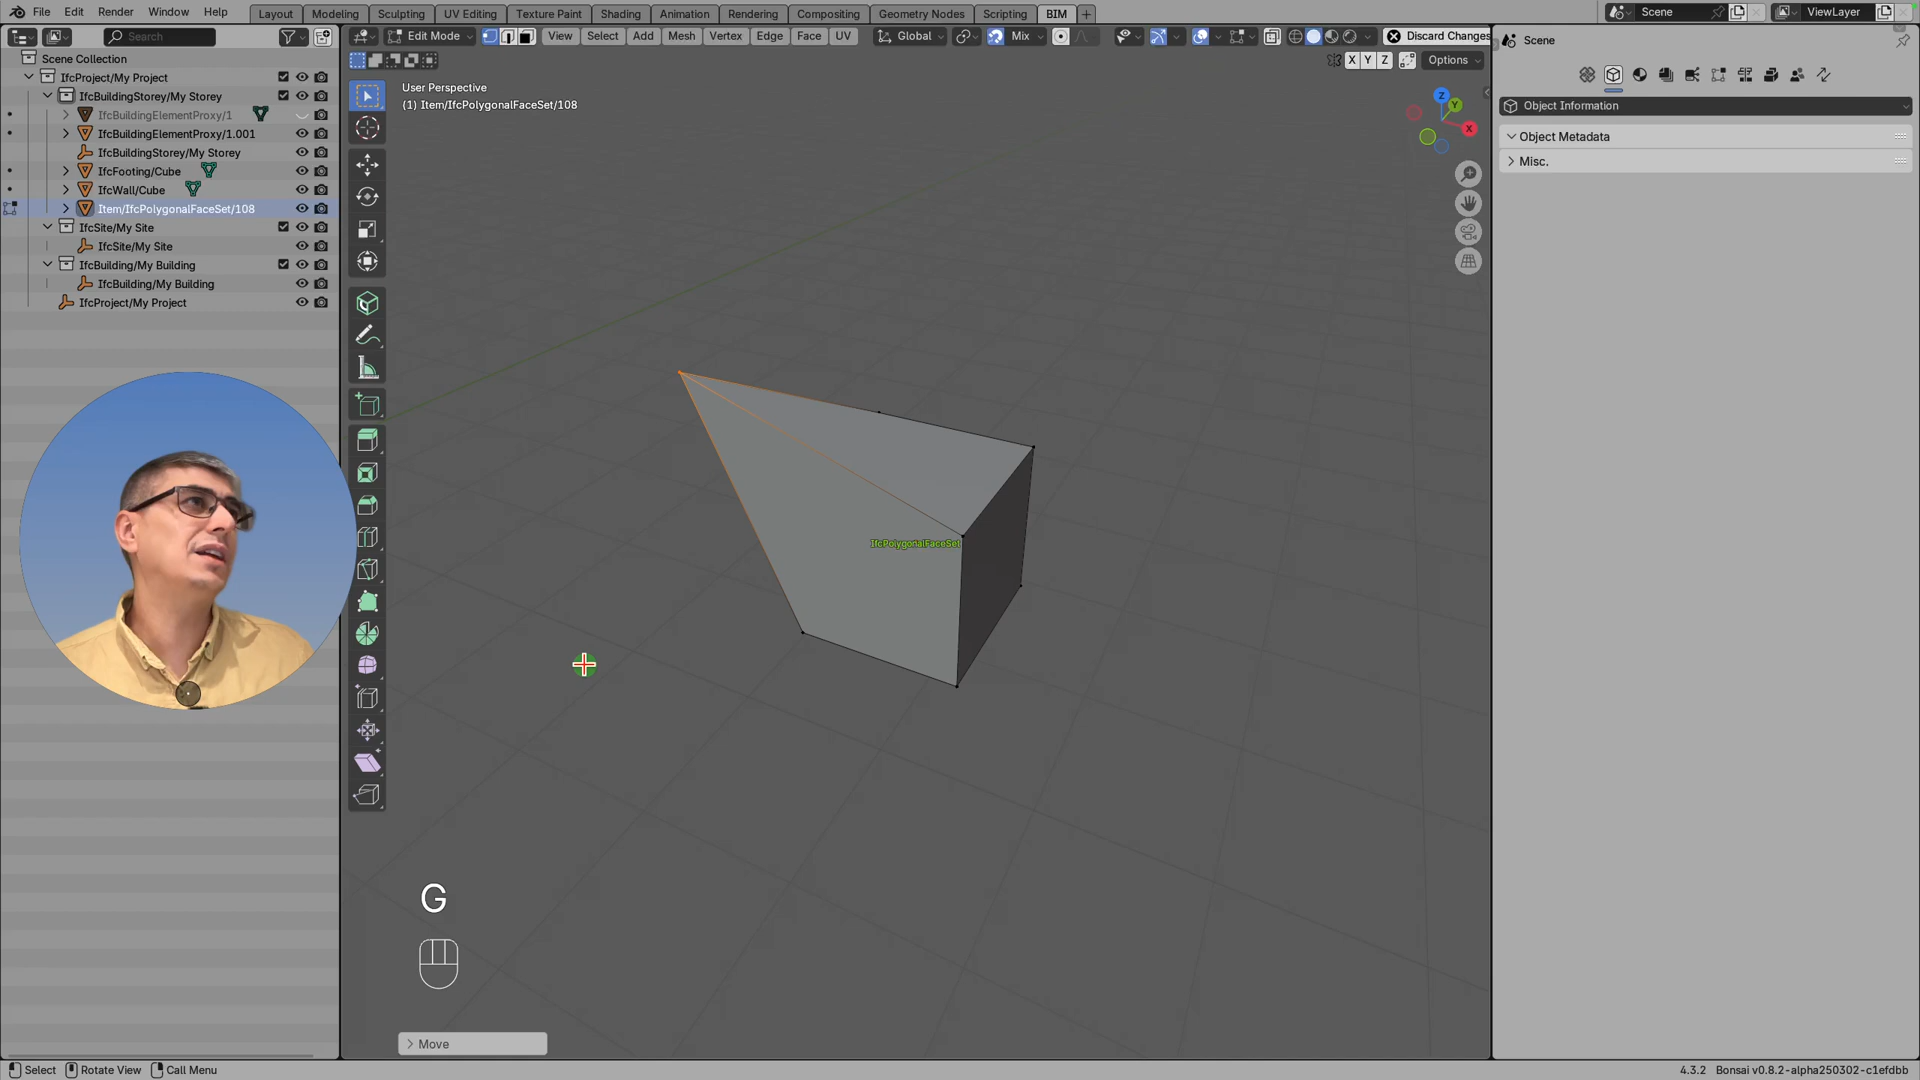 File Edit Render Window Help
Layout Modeling Sculpting UV Editing Texture Paint Shading Animation Rendering Compositing Geometry Nodes Scripting BIM +
Scene
ViewLayer
Search
Edit Mode
View Select Add Mesh Vertex Edge Face UV
Global
Mix
Discard Changes
X Y Z
Options
Scene
Scene Collection
IfcProject/My Project
IfcBuildingStorey/My Storey
IfcBuildingElementProxy/1
IfcBuildingElementProxy/1.001
IfcBuildingStorey/My Storey
IfcFooting/Cube
IfcWall/Cube
Item/IfcPolygonalFaceSet/108
IfcSite/My Site
IfcSite/My Site
IfcBuilding/My Building
IfcBuilding/My Building
IfcProject/My Project
User Perspective
(1) Item/IfcPolygonalFaceSet/108
Z
Y
X
Object Information
Object Metadata
Misc.
IfcPolygonalFaceSet
G
Move
Select Rotate View Call Menu
4.3.2 Bonsai v0.8.2-alpha250302-c1efdbb